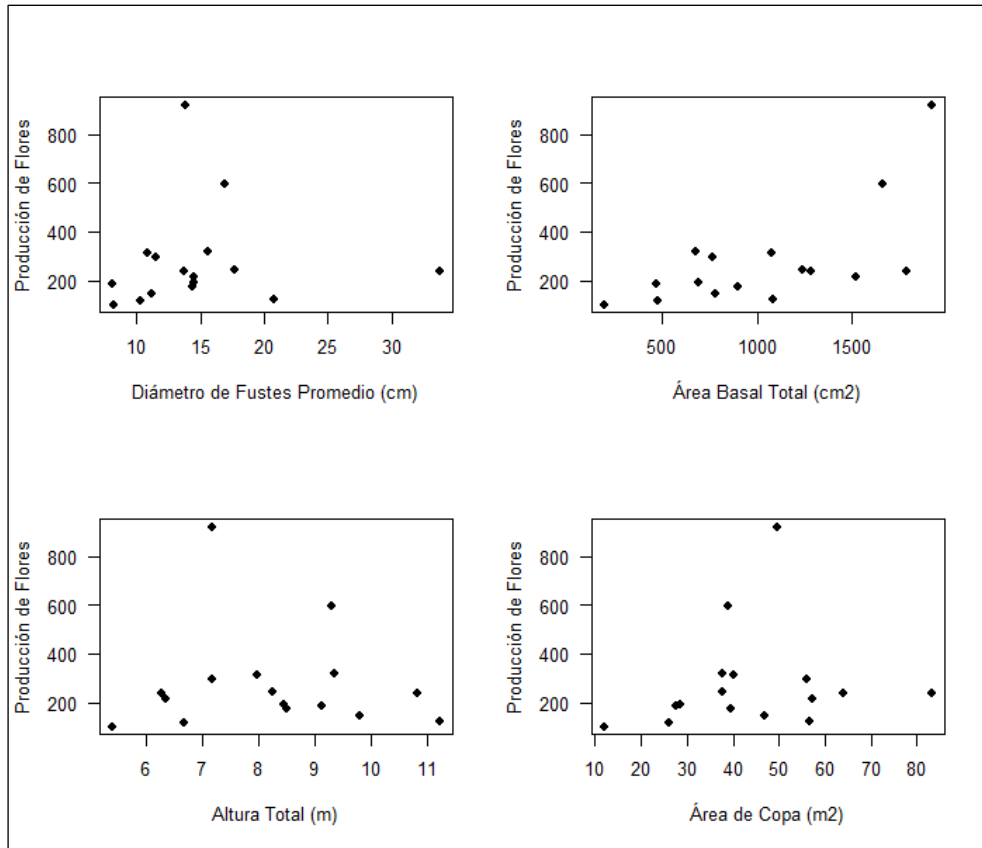 Producción de Flores
800
600
400
200
10 15 20 25 30
Diámetro de Fustes Promedio (cm)
Producción de Flores
800
600
400
200
500 1000 1500
Área Basal Total (cm2)
Producción de Flores
800
600
400
200
6 7 8 9 10 11
Altura Total (m)
Producción de Flores
800
600
400
200
10 20 30 40 50 60 70 80
Área de Copa (m2)